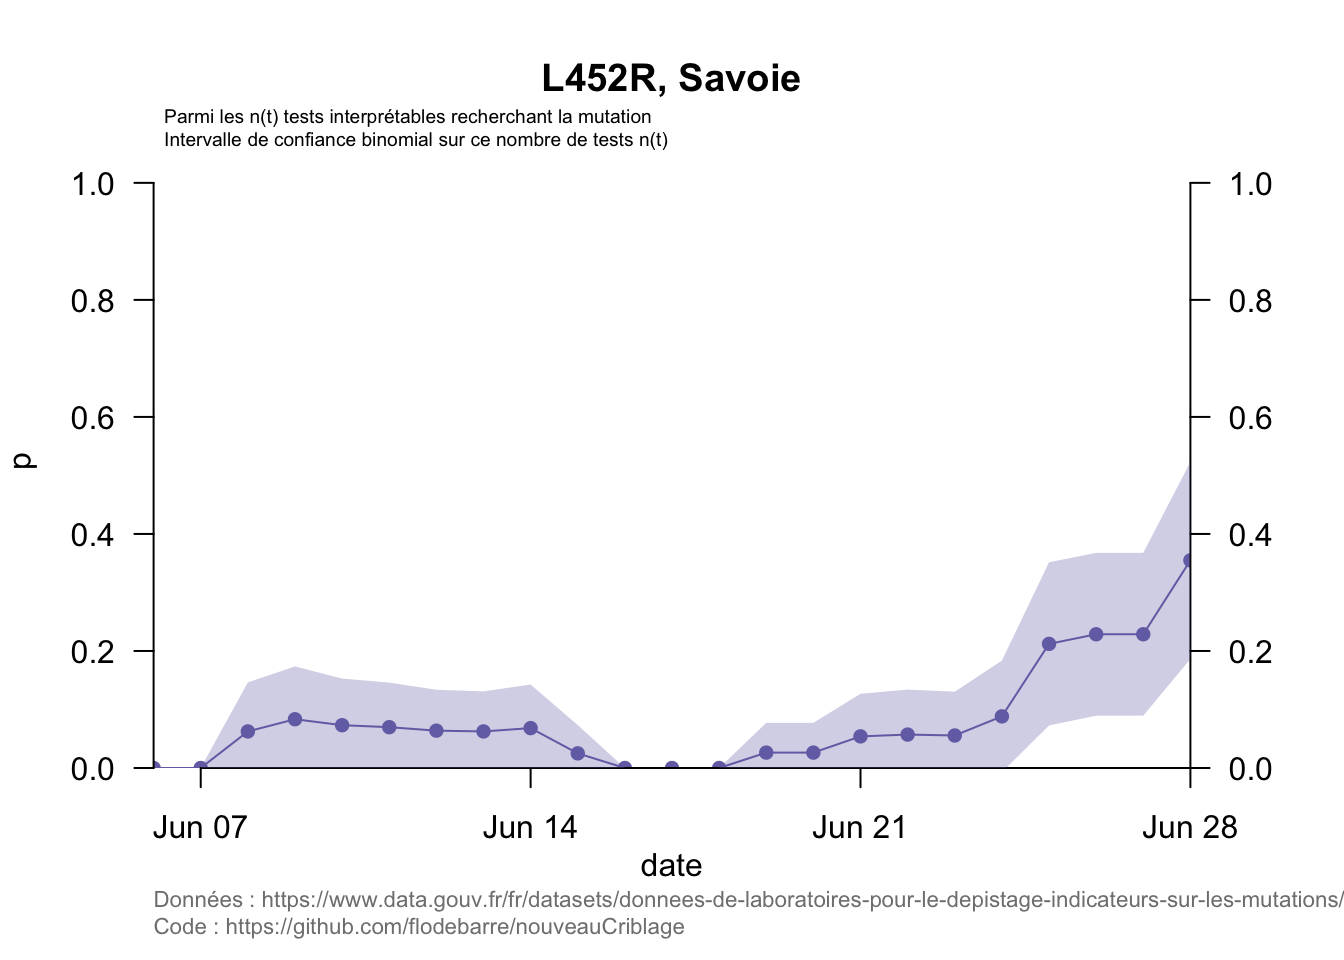 L452R, Savoie
Parmi les n(t) tests interprétables recherchant la mutation
Intervalle de confiance binomial sur ce nombre de tests n(t)
1.0 1.0
0.8 0.8
0.6 0.6
p
0.4 0.4
0.2 0.2
0.0 0.0
Jun 07 Jun 14 Jun 21 Jun 28
date
Données : https://www.data.gouv.fr/fr/datasets/donnees-de-laboratoires-pour-le-depistage-indicateurs-sur-les-mutations/
Code : https://github.com/flodebarre/nouveauCriblage